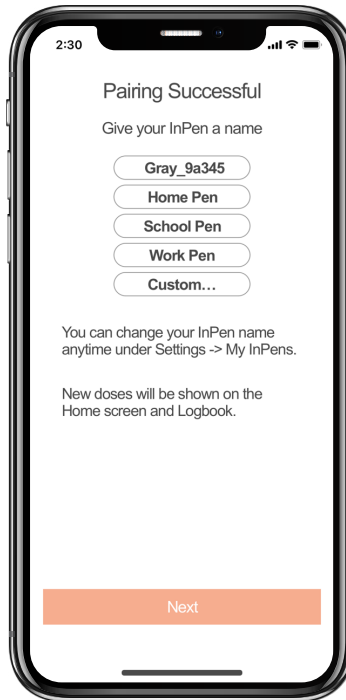 2:30
Pairing Successful
Give your InPen a name
Gray_9a345
Home Pen
School Pen
Work Pen
Custom…
You can change your InPen name
anytime under Settings -> My InPens.
New doses will be shown on the
Home screen and Logbook.
Next